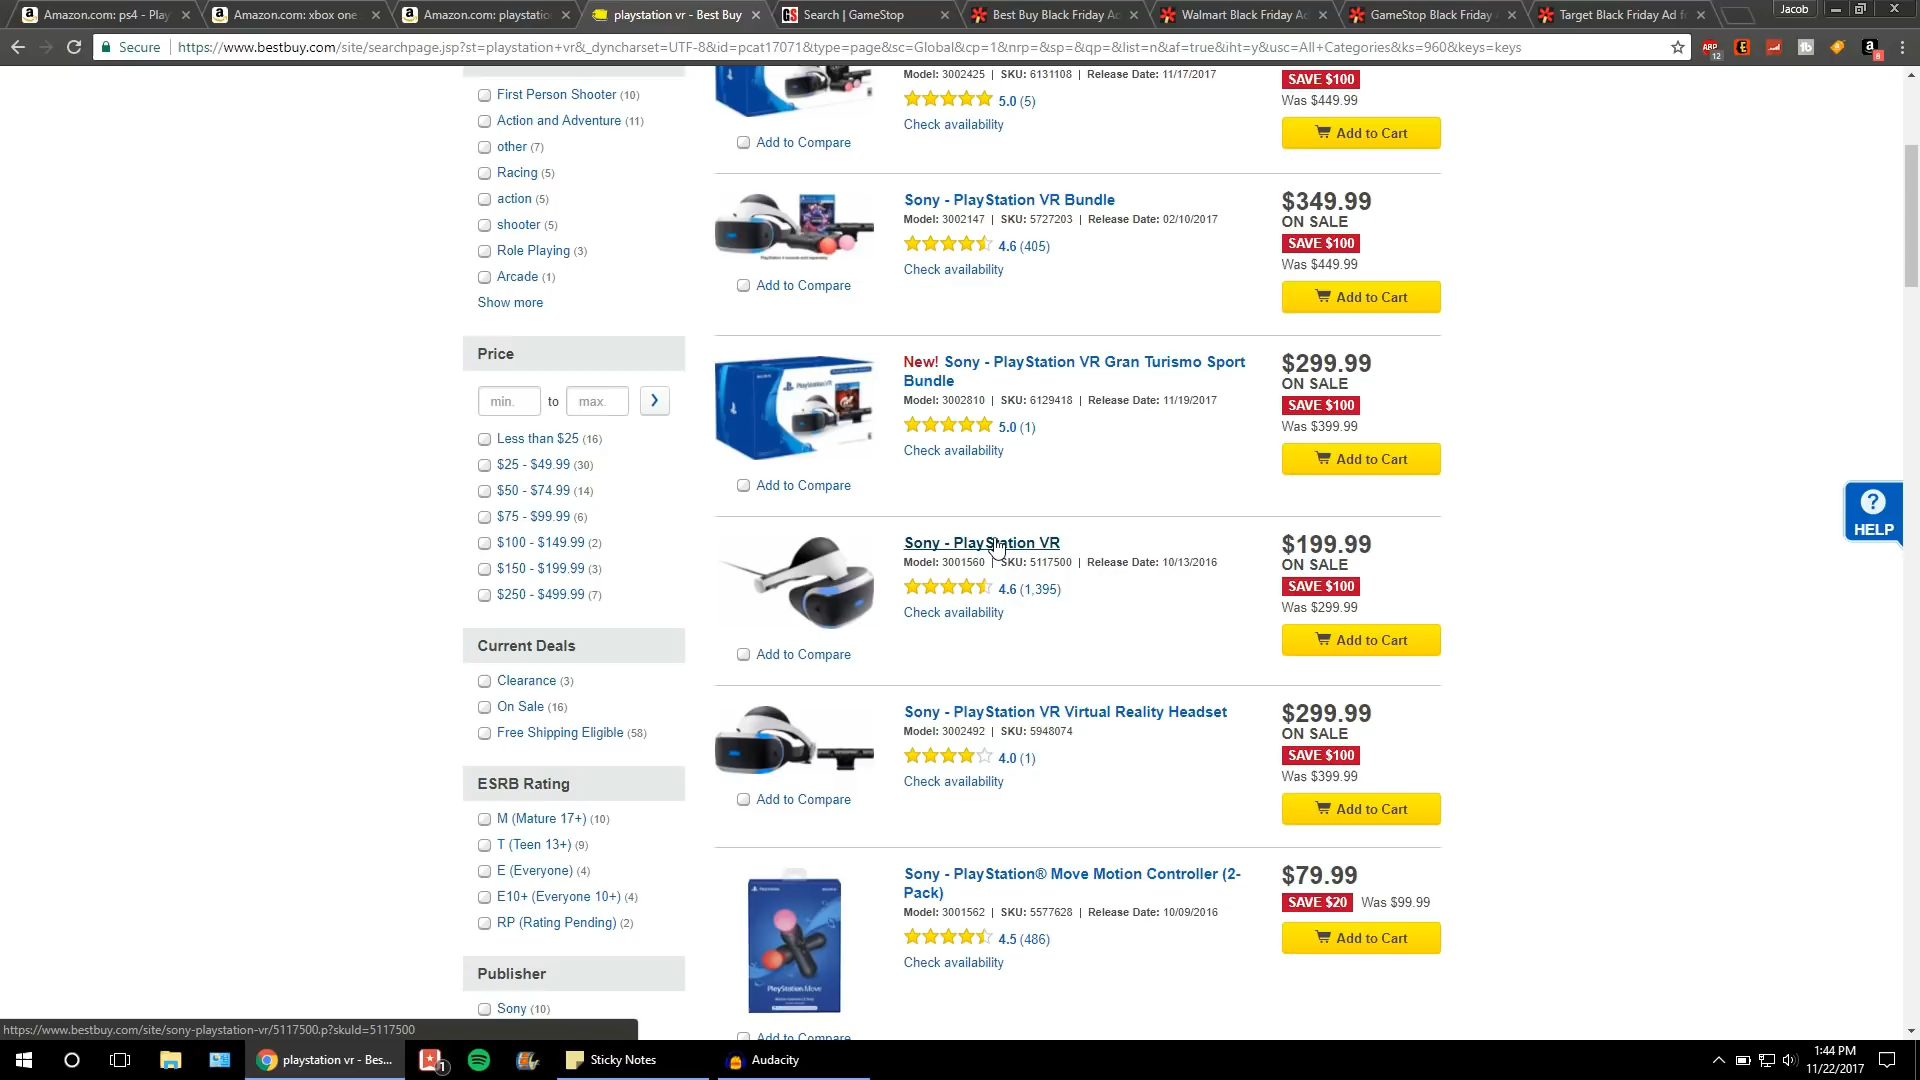 Amazon.com: ps4 - Play
Amazon.com: xbox one
Amazon.com: playstatio
playstation vr - Best Buy
Search | GameStop
Best Buy Black Friday Ad
Walmart Black Friday Ad
GameStop Black Friday
Target Black Friday Ad fo
Jacob
Secure
https://www.bestbuy.com/site/searchpage.jsp?st=playstation+vr&_dyncharset=UTF-8&id=pcat17071&type=page&sc=Global&cp=1&nrp=&sp=&qp=&list=n&af=true&iht=y&usc=All+Categories&ks=960&keys=keys
ABP
12
8
First Person Shooter (10)
Action and Adventure (11)
other (7)
Racing (5)
action (5)
shooter (5)
Role Playing (3)
Arcade (1)
Show more
Price
min. to max.
Less than $25 (16)
$25 - $49.99 (30)
$50 - $74.99 (14)
$75 - $99.99 (6)
$100 - $149.99 (2)
$150 - $199.99 (3)
$250 - $499.99 (7)
Current Deals
Clearance (3)
On Sale (16)
Free Shipping Eligible (58)
ESRB Rating
M (Mature 17+) (10)
T (Teen 13+) (9)
E (Everyone) (4)
E10+ (Everyone 10+) (4)
RP (Rating Pending) (2)
Publisher
Sony (10)
Model: 3002425 | SKU: 6131108 | Release Date: 11/17/2017
5.0 (5)
Check availability
Add to Compare
SAVE $100
Was $449.99
Add to Cart
Sony - PlayStation VR Bundle
Model: 3002147 | SKU: 5727203 | Release Date: 02/10/2017
4.6 (405)
Check availability
Add to Compare
$349.99
ON SALE
SAVE $100
Was $449.99
Add to Cart
New! Sony - PlayStation VR Gran Turismo Sport
Bundle
Model: 3002810 | SKU: 6129418 | Release Date: 11/19/2017
5.0 (1)
Check availability
Add to Compare
$299.99
ON SALE
SAVE $100
Was $399.99
Add to Cart
Sony - PlayStation VR
Model: 3001560 | SKU: 5117500 | Release Date: 10/13/2016
4.6 (1,395)
Check availability
Add to Compare
$199.99
ON SALE
SAVE $100
Was $299.99
Add to Cart
Sony - PlayStation VR Virtual Reality Headset
Model: 3002492 | SKU: 5948074
4.0 (1)
Check availability
Add to Compare
$299.99
ON SALE
SAVE $100
Was $399.99
Add to Cart
PlayStation Move
Sony - PlayStation® Move Motion Controller (2-
Pack)
Model: 3001562 | SKU: 5577628 | Release Date: 10/09/2016
4.5 (486)
Check availability
Add to Compare
$79.99
SAVE $20 Was $99.99
Add to Cart
?
HELP
https://www.bestbuy.com/site/sony-playstation-vr/5117500.p?skuId=5117500
playstation vr - Bes...
1
Sticky Notes
Audacity
1:44 PM
11/22/2017